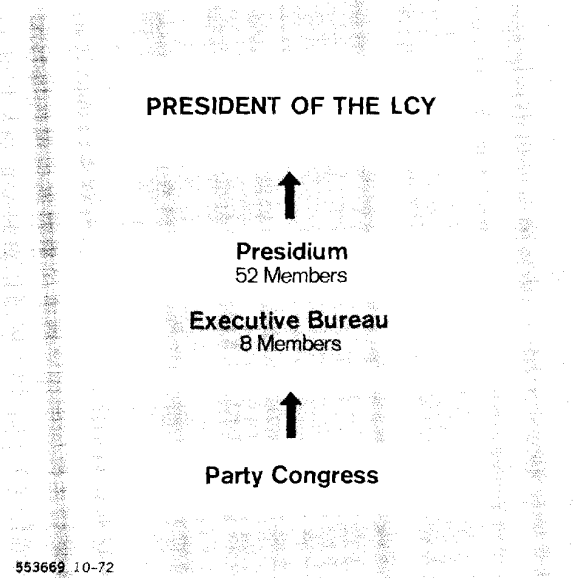 PRESIDENT OF THE LCY
Presidium
52 Members
Executive Bureau
8 Members
Party Congress
553669 10-72